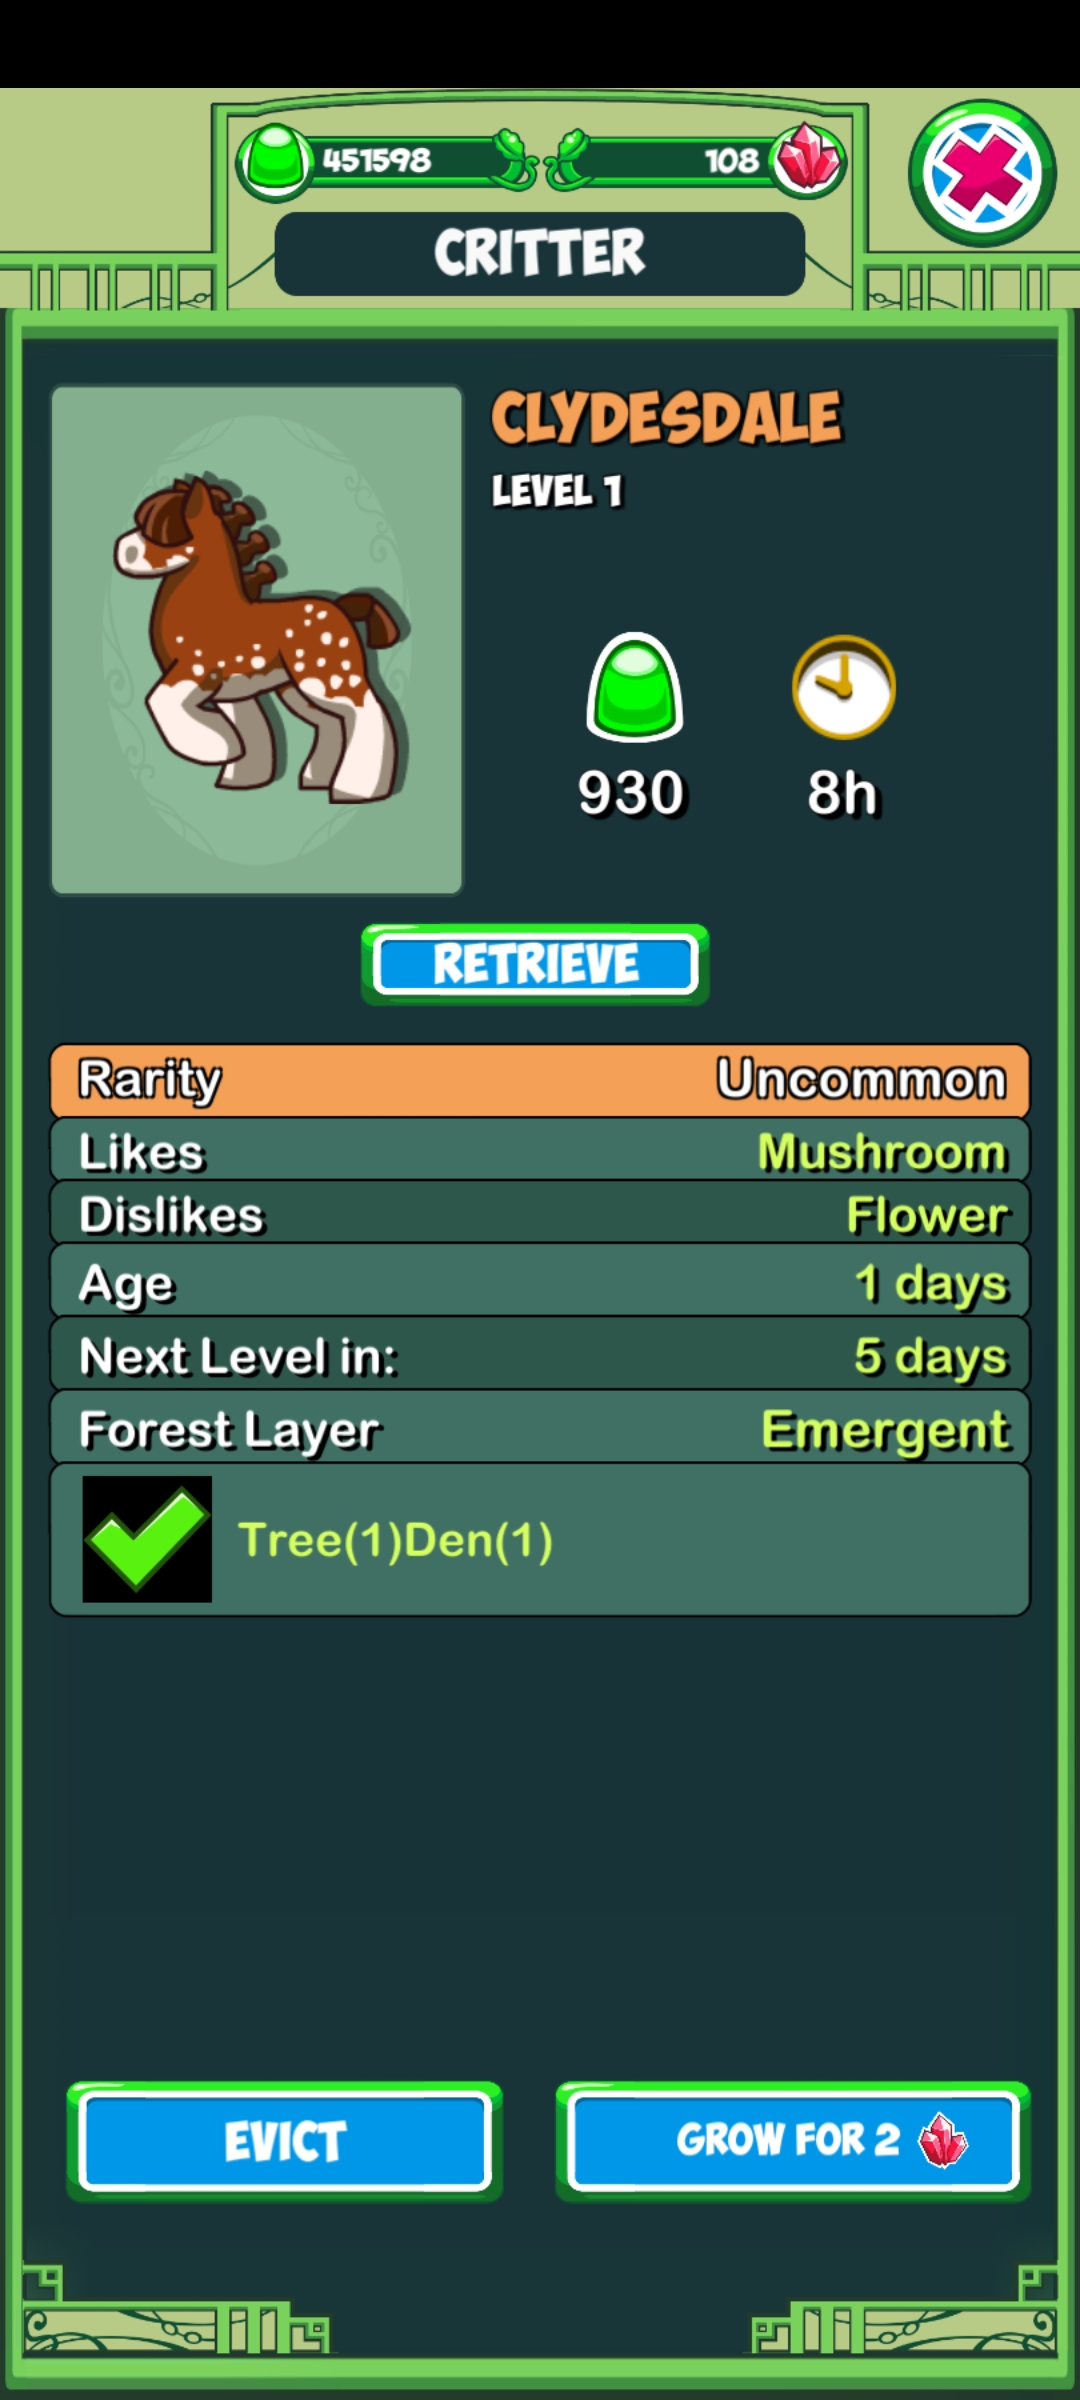 451598 108
CRITTER
CLYDESDALE
LEVEL 1
930 8h
RETRIEVE
Rarity Uncommon
Likes Mushroom
Dislikes Flower
Age 1 days
Next Level in: 5 days
Forest Layer Emergent
Tree(1)Den(1)
EVICT GROW FOR 2